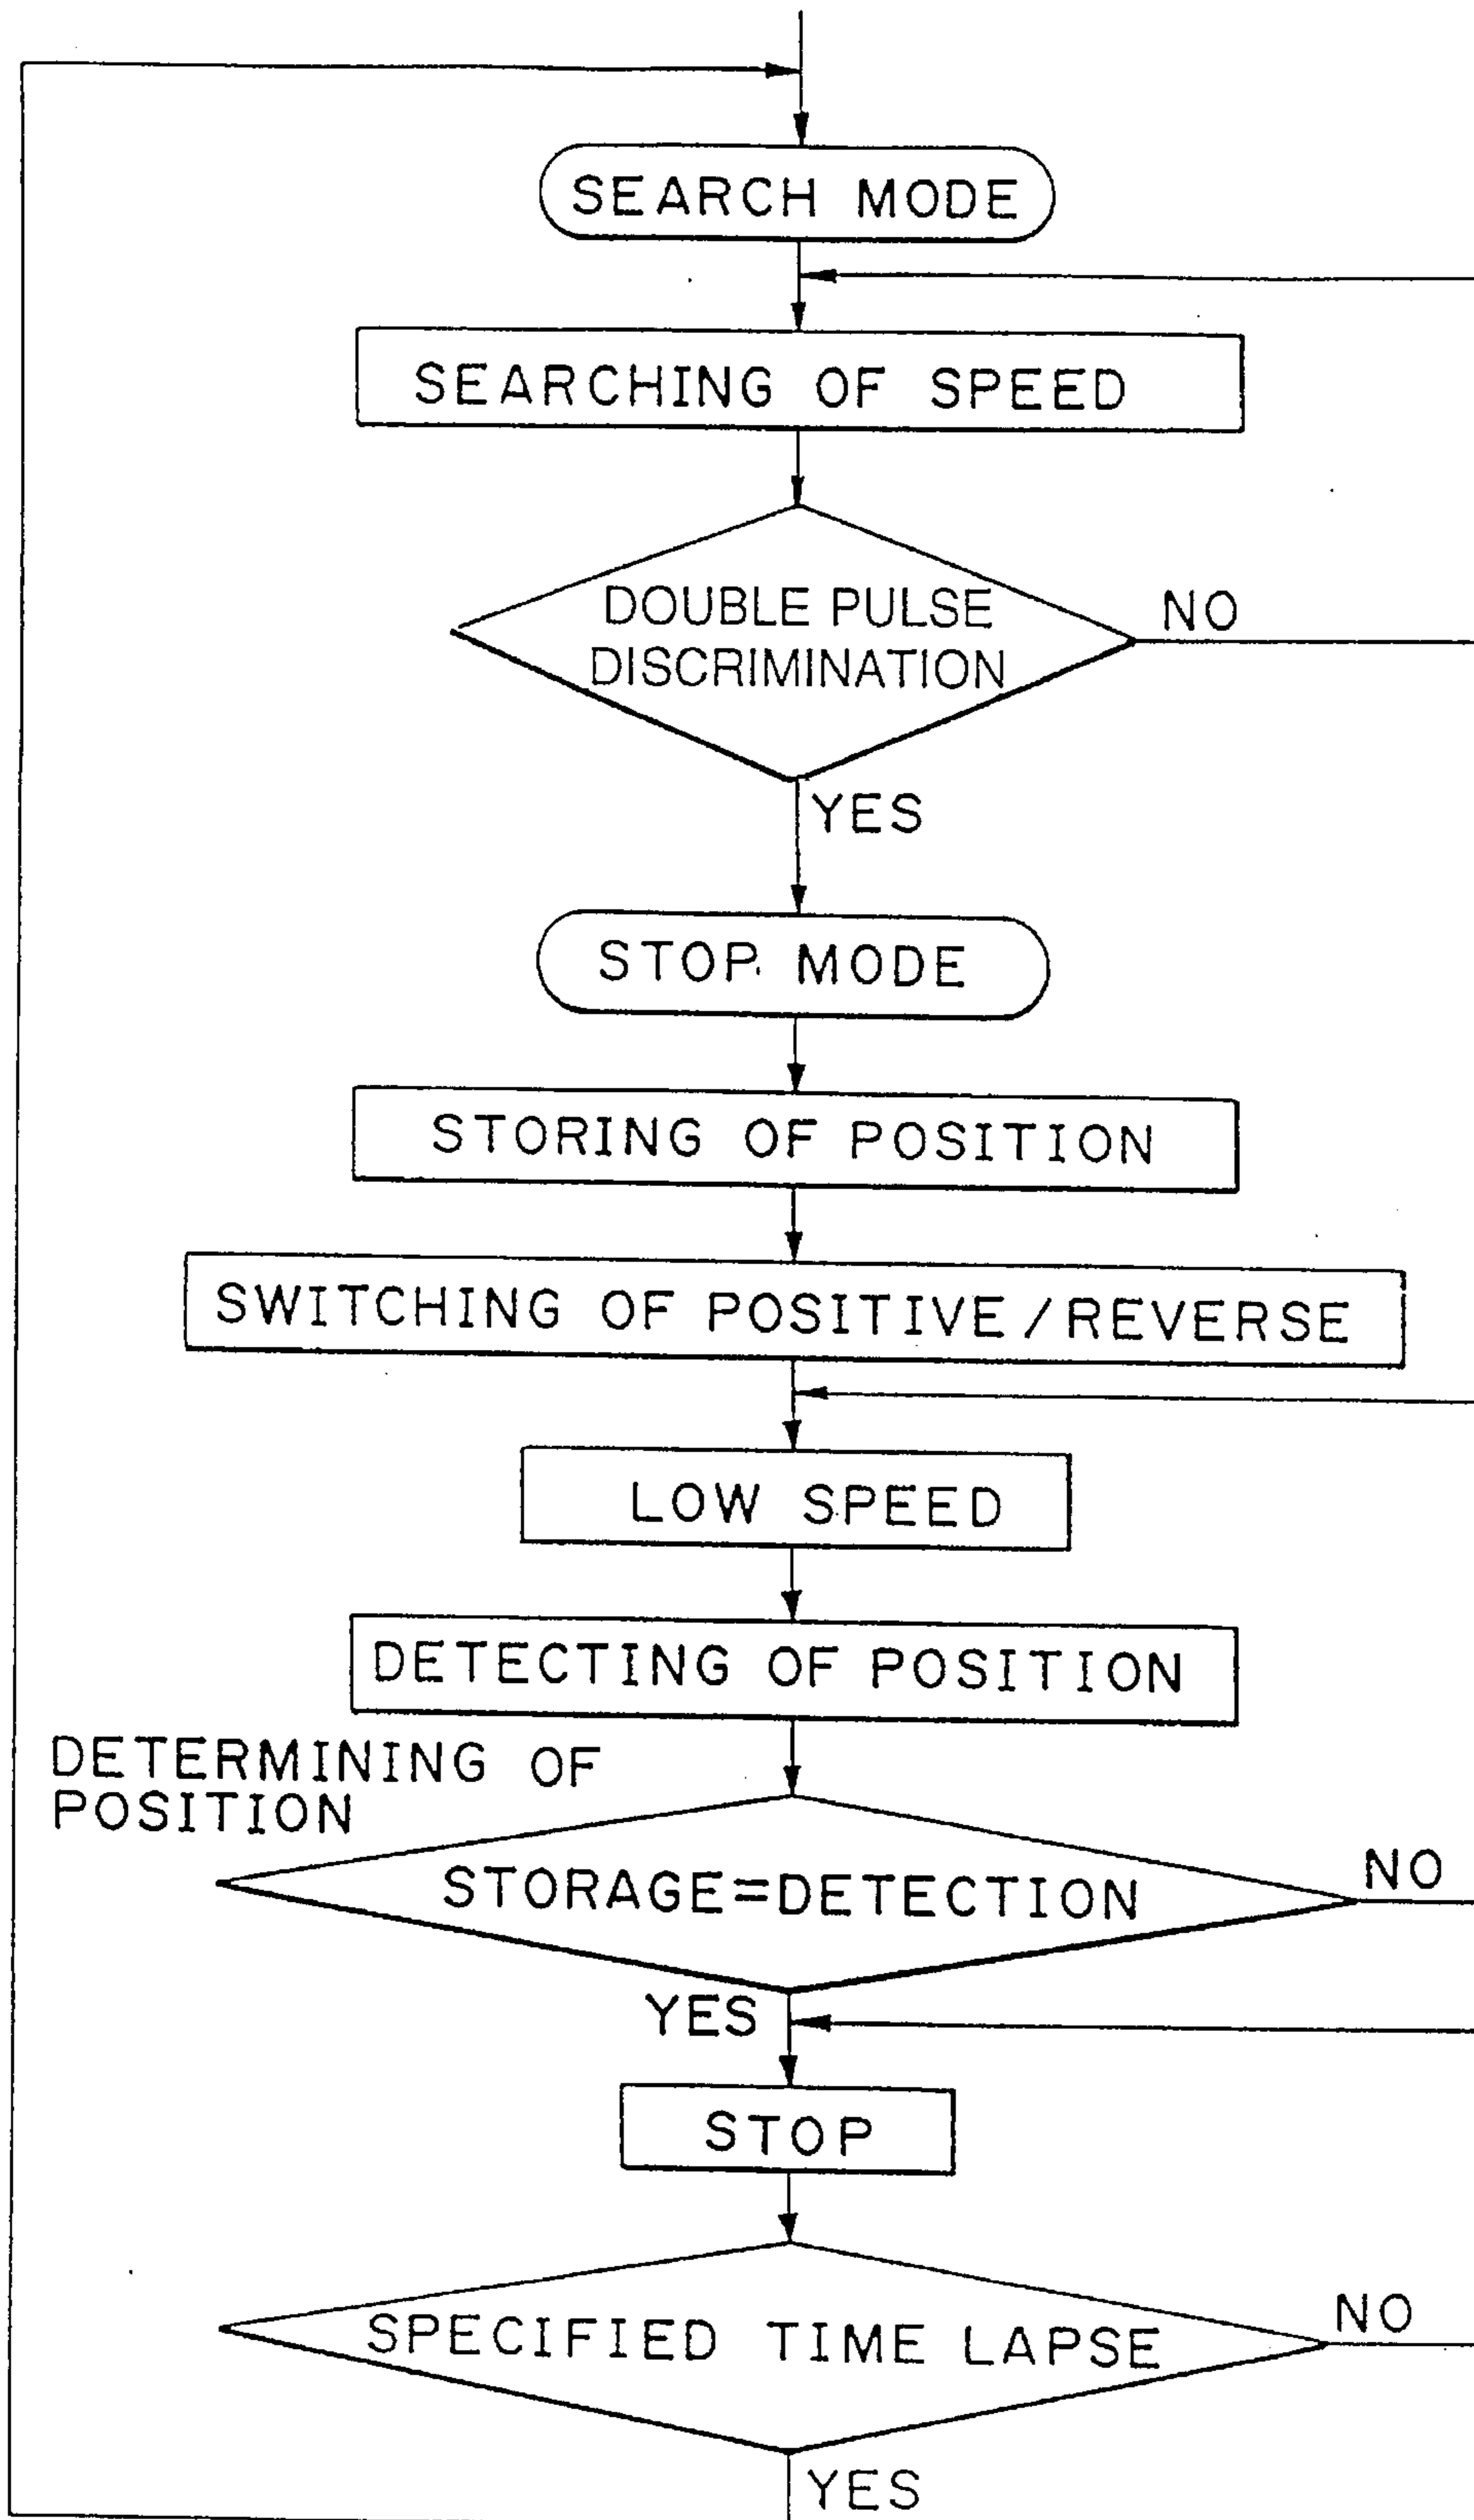 SEARCH MODE
SEARCHING OF SPEED
DOUBLE PULSE
DISCRIMINATION
NO
YES
STOP MODE
STORING OF POSITION
SWITCHING OF POSITIVE/REVERSE
LOW SPEED
DETECTING OF POSITION
DETERMINING OF
POSITION
STORAGE=DETECTION
NO
YES
STOP
SPECIFIED TIME LAPSE
NO
YES